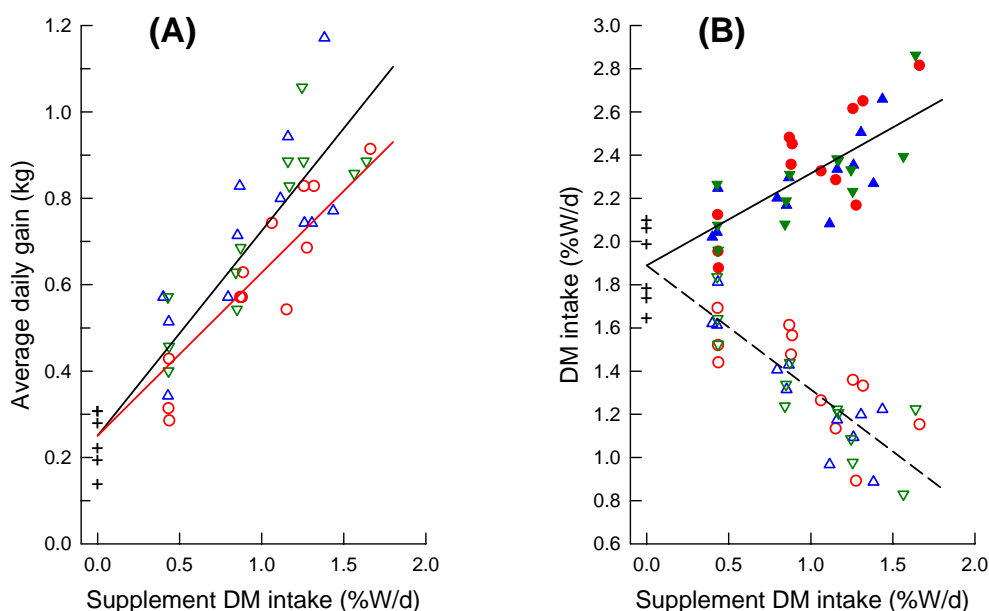 (A)
Average daily gain (kg)
1.2
1.0
0.8
0.6
0.4
0.2
0.0
0.0 0.5 1.0 1.5 2.0
Supplement DM intake (%W/d)
(B)
DM intake (%W/d)
3.0
2.8
2.6
2.4
2.2
2.0
1.8
1.6
1.4
1.2
1.0
0.8
0.6
0.0 0.5 1.0 1.5 2.0
Supplement DM intake (%W/d)